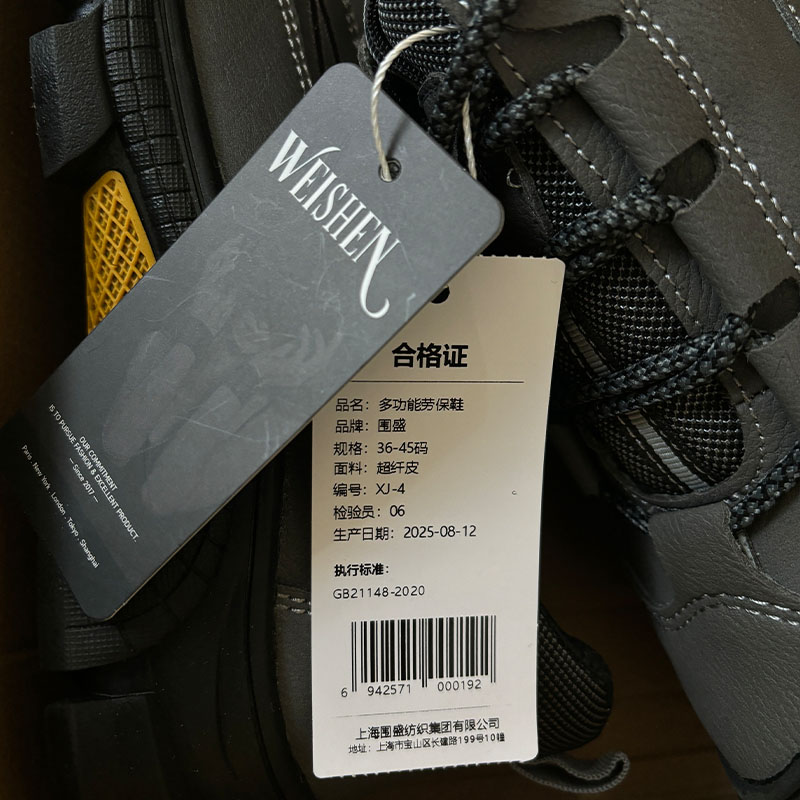 WEISHEN
OUR COMMITMENT
IS TO PURSUE FASHION & EXCELLENT PRODUCT.
— Since 2017 —
Paris . New York . London . Tokyo . Shanghai
合格证
品名：多功能劳保鞋
品牌：围盛
规格：36-45码
面料：超纤皮
编号：XJ-4
检验员：06
生产日期：2025-08-12
执行标准：
GB21148-2020
6 942571 000192
上海围盛纺织集团有限公司
地址：上海市宝山区长镳路199号10幢